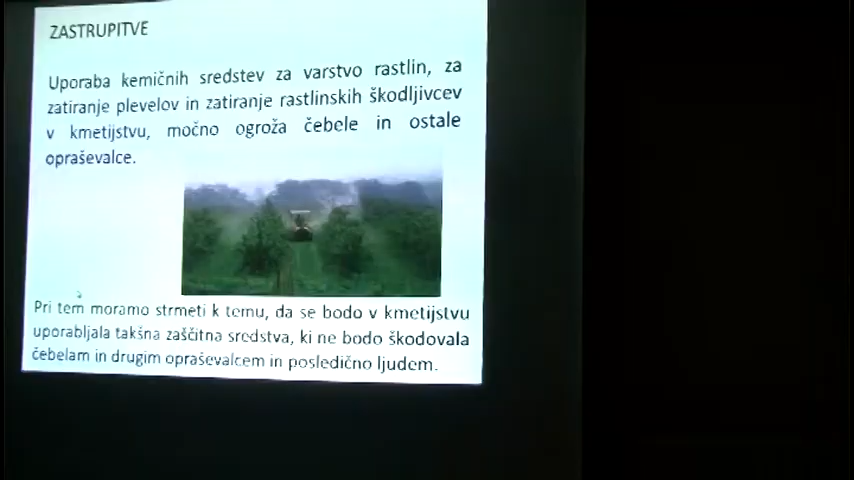 ZASTRUPITVE
Uporaba kemičnih sredstev za varstvo rastlin, za
zatiranje plevelov in zatiranje rastlinskih škodljivcev
v kmetijstvu, močno ogroža čebele in ostale
opraševalce.
Pri tem moramo strmeti k temu, da se bodo v kmetijstvu
uporabljala takšna zaščitna sredstva, ki ne bodo škodovala
čebelam in drugim opraševalcem in posledično ljudem.